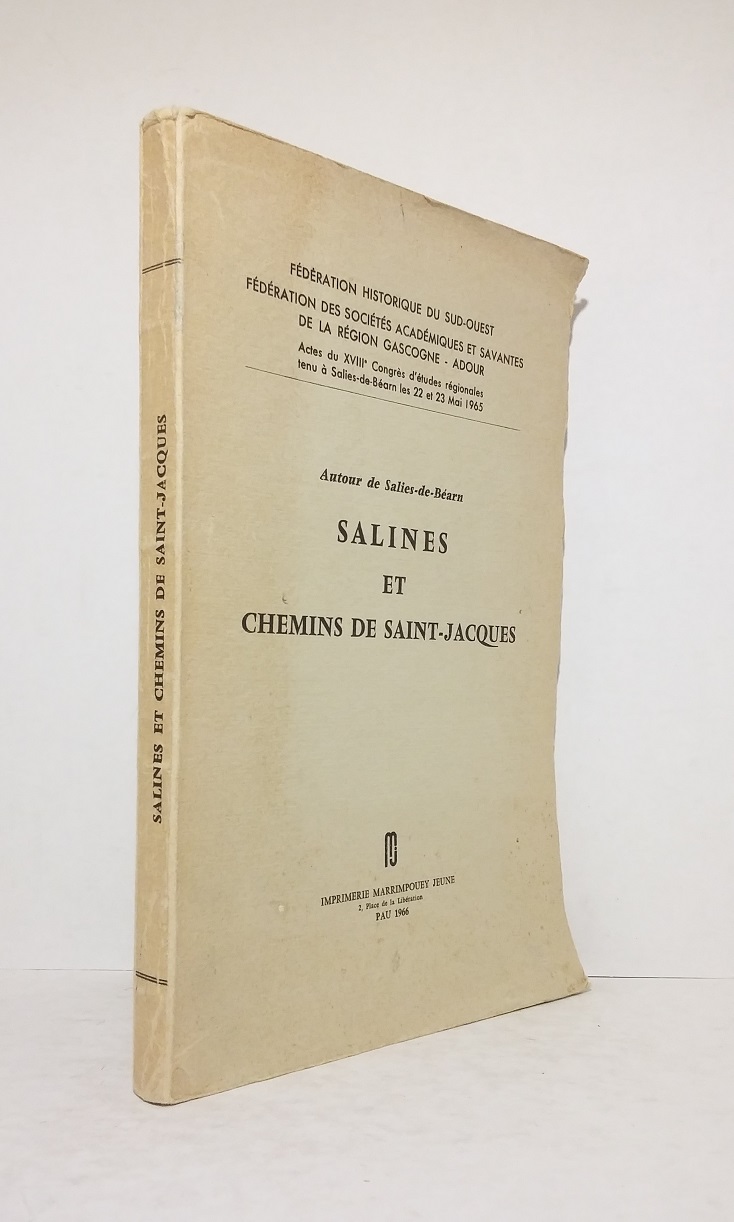 SALINES ET CHEMINS DE SAINT-JACQUES
FÉDÉRATION HISTORIQUE DU SUD-OUEST
FÉDÉRATION DES SOCIÉTÉS ACADÉMIQUES ET SAVANTES
DE LA RÉGION GASCOGNE - ADOUR
Actes du XVIIIe Congrès d'études régionales
tenu à Salies-de-Béarn les 22 et 23 Mai 1965
Autour de Salies-de-Béarn
SALINES
ET
CHEMINS DE SAINT-JACQUES
MJ
IMPRIMERIE MARRIMPOUEY JEUNE
2, Place de la Libération
PAU 1966